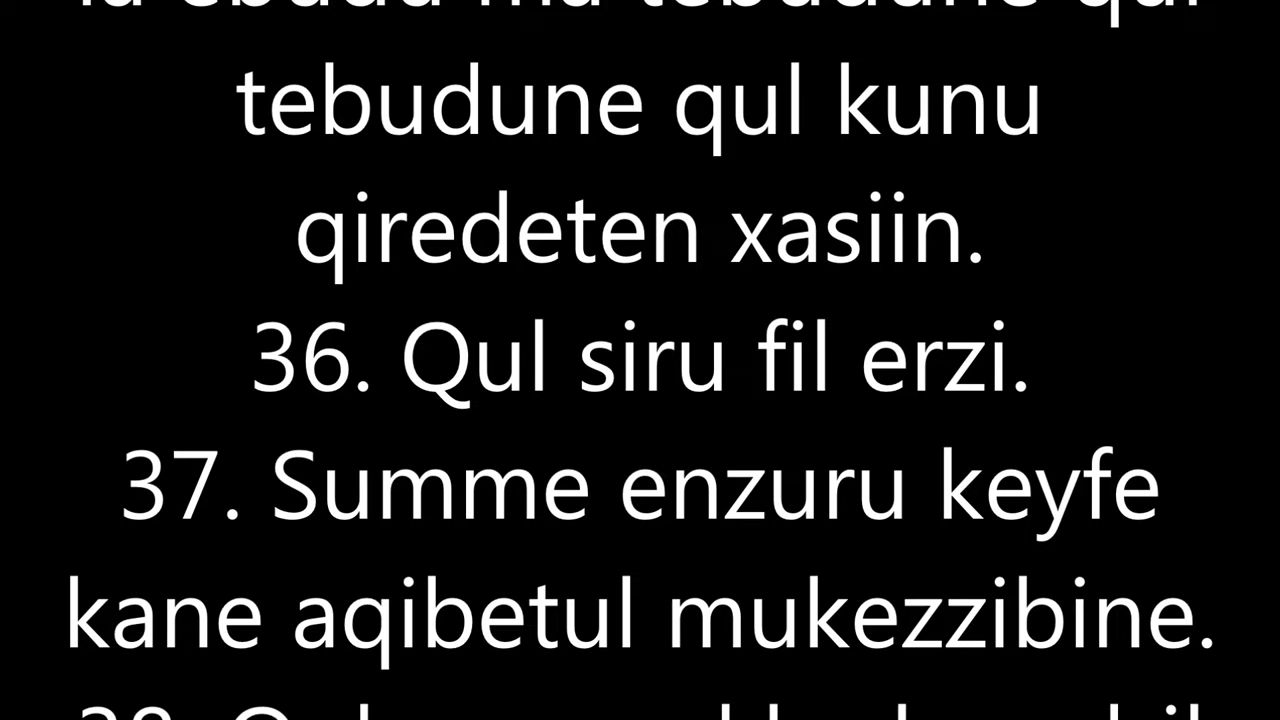 tebudune qul kunu
qiredeten xasiin.
36. Qul siru fil erzi.
37. Summe enzuru keyfe
kane aqibetul mukezzibine.